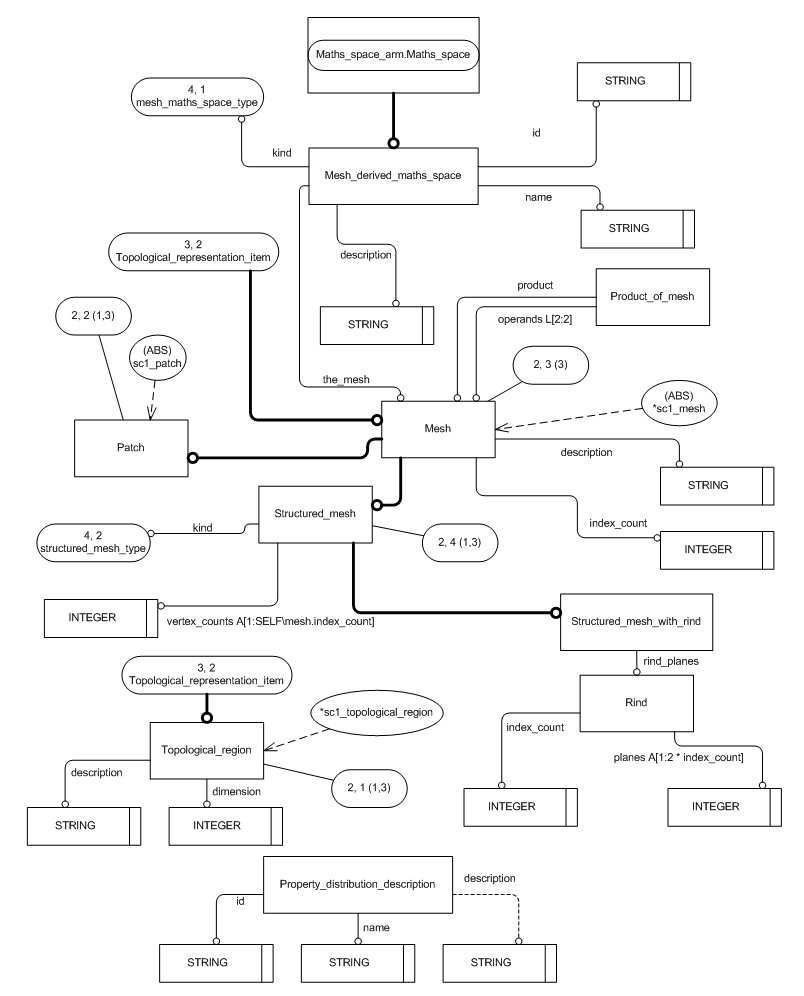 Maths_space_arm.Maths_space
4, 1
mesh_maths_space_type
STRING
id
kind
Mesh_derived_maths_space
name
STRING
3, 2
Topological_representation_item
description
product
Product_of_mesh
operands L[2:2]
2, 2 (1,3)
STRING
(ABS)
sc1_patch
2, 3 (3)
the_mesh
(ABS)
*sc1_mesh
Patch
Mesh
description
STRING
Structured_mesh
index_count
kind
4, 2
structured_mesh_type
2, 4 (1,3)
INTEGER
INTEGER
vertex_counts A[1:SELF\mesh.index_count]
Structured_mesh_with_rind
3, 2
Topological_representation_item
rind_planes
Rind
*sc1_topological_region
index_count
Topological_region
planes A[1:2 * index_count]
description
dimension
2, 1 (1,3)
INTEGER
INTEGER
STRING
INTEGER
Property_distribution_description
description
id
name
STRING
STRING
STRING